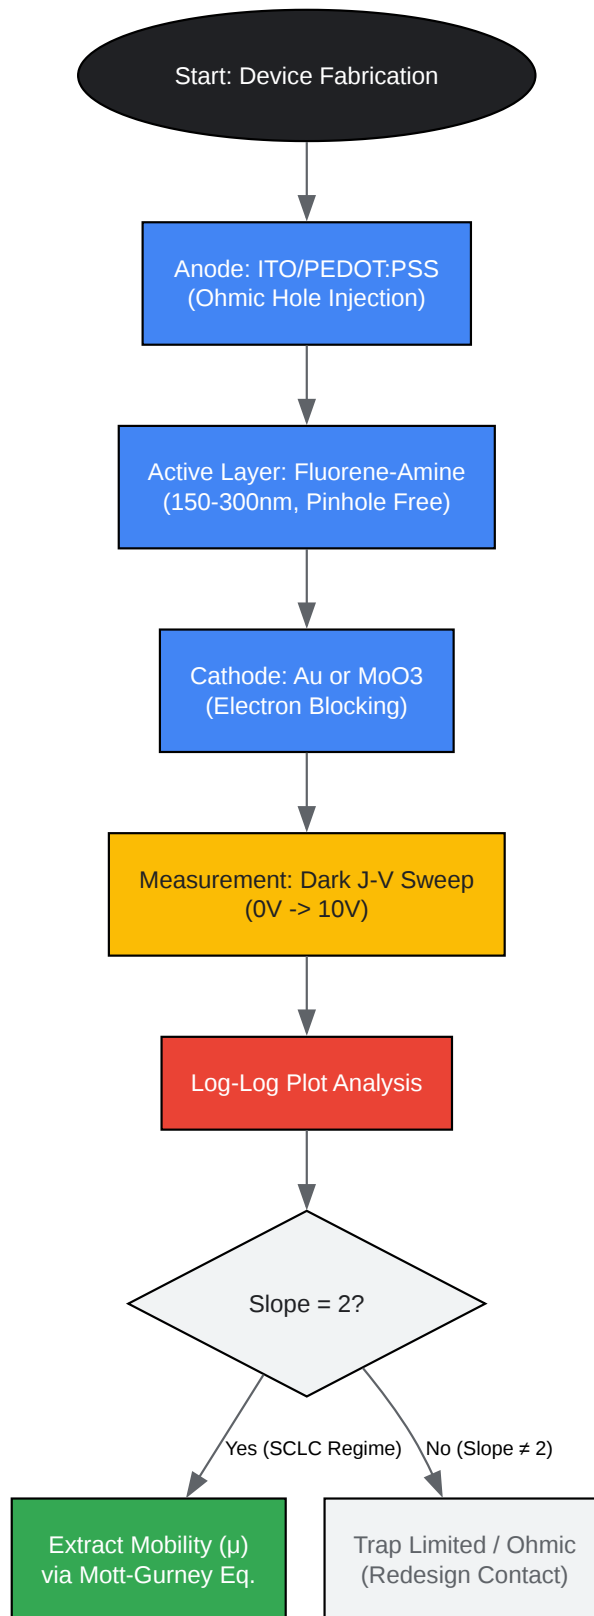 Start: Device Fabrication
Anode: ITO/PEDOT:PSS
(Ohmic Hole Injection)
Active Layer: Fluorene-Amine
(150-300nm, Pinhole Free)
Cathode: Au or MoO3
(Electron Blocking)
Measurement: Dark J-V Sweep
(0V -> 10V)
Log-Log Plot Analysis
Slope = 2?
Yes (SCLC Regime)
No (Slope ≠ 2)
Extract Mobility (μ)
via Mott-Gurney Eq.
Trap Limited / Ohmic
(Redesign Contact)